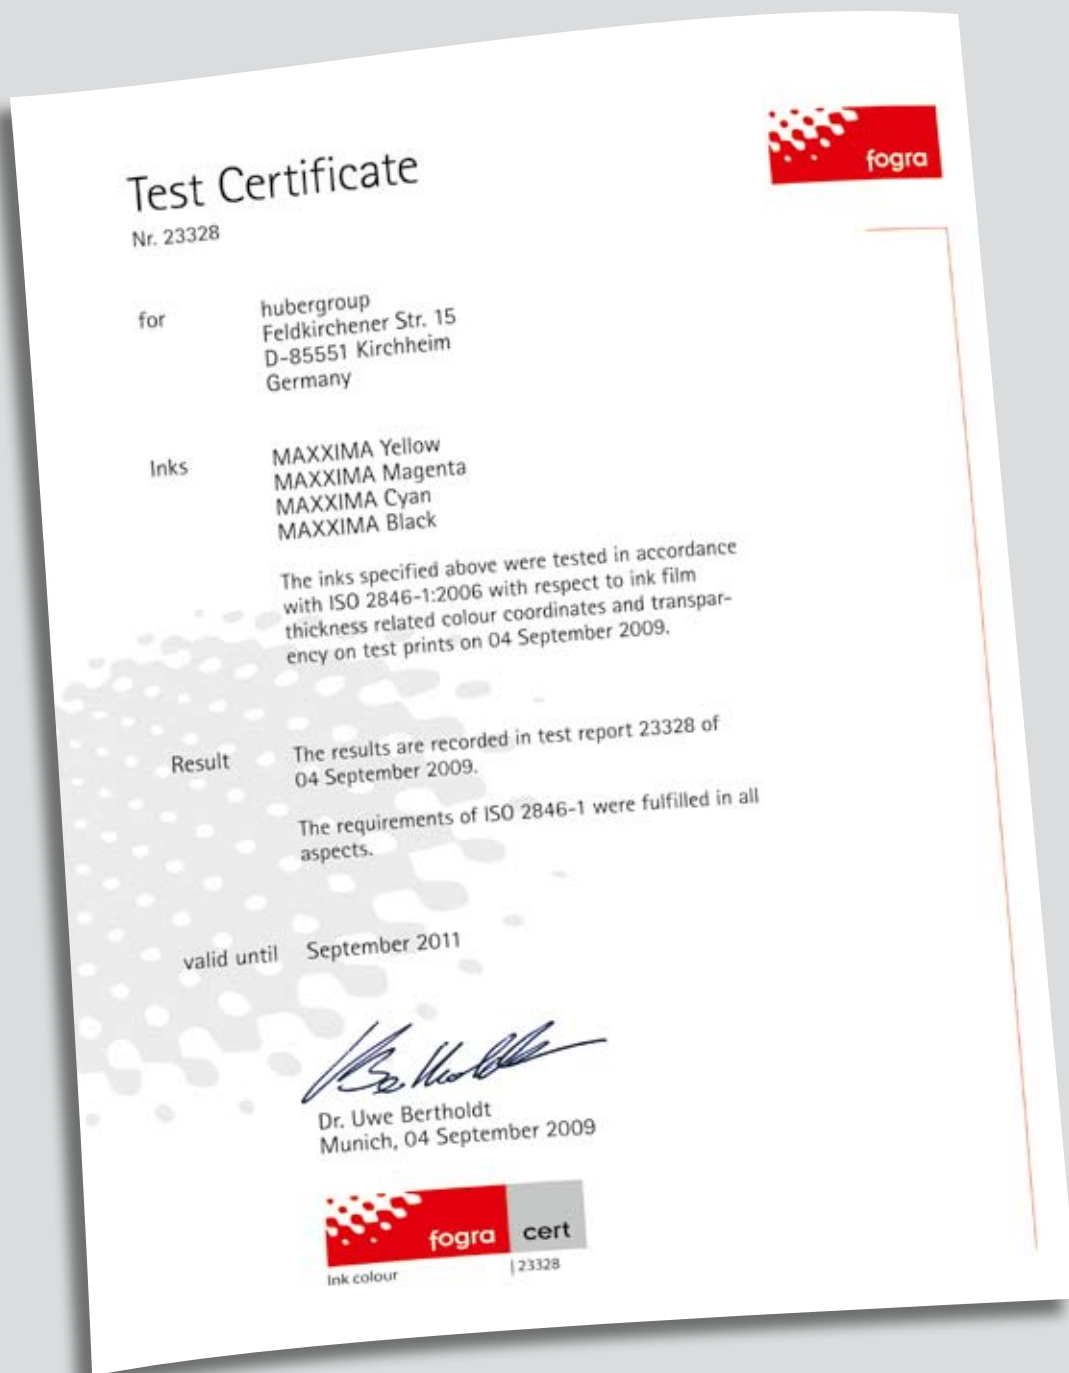 fogra
Test Certificate
Nr. 23328
for
hubergroup
Feldkirchener Str. 15
D-85551 Kirchheim
Germany
Inks
MAXXIMA Yellow
MAXXIMA Magenta
MAXXIMA Cyan
MAXXIMA Black
The inks specified above were tested in accordance
with ISO 2846-1:2006 with respect to ink film
thickness related colour coordinates and transpar-
ency on test prints on 04 September 2009.
Result
The results are recorded in test report 23328 of
04 September 2009.
The requirements of ISO 2846-1 were fulfilled in all
aspects.
valid until September 2011
Dr. Uwe Bertholdt
Munich, 04 September 2009
fogra cert
Ink colour | 23328